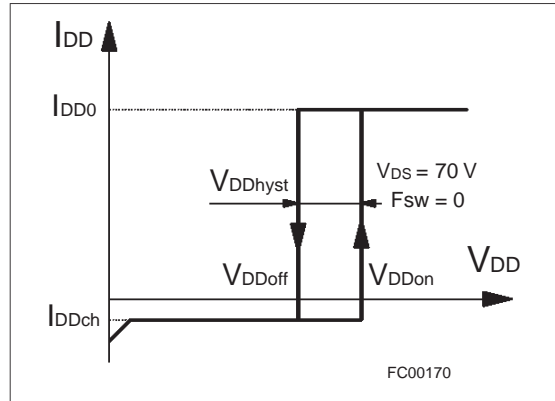 IDD
IDD0
VDS = 70 V
VDDhyst
Fsw = 0
VDDoff
VDDon
VDD
IDDch
FC00170